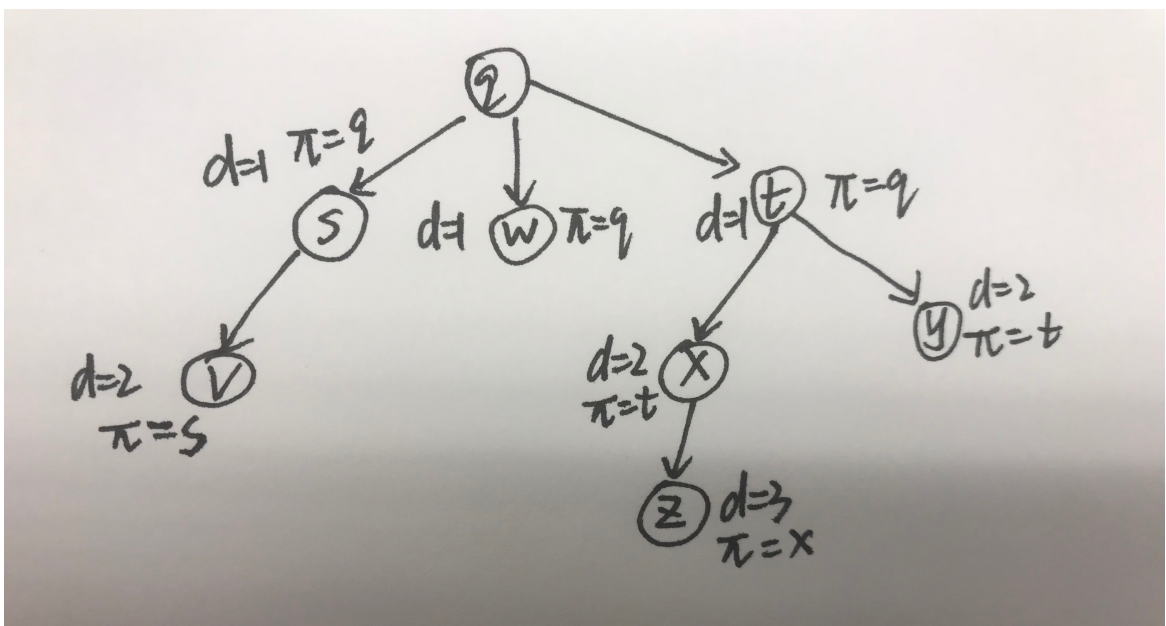 q
d=1 π=q
s
d=1 w π=q
d=1 t π=q
d=2 v
π=s
d=2 x
π=t
y d=2
π=t
z d=3
π=x